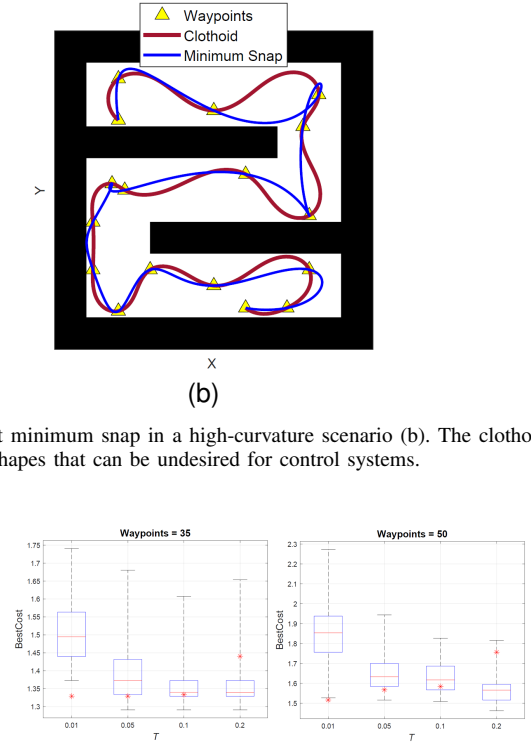 Waypoints
Clothoid
Minimum Snap
Y
X
(b)
t minimum snap in a high-curvature scenario (b). The clotho
hapes that can be undesired for control systems.
Waypoints = 35
BestCost
1.75
1.7
1.65
1.6
1.55
1.5
1.45
1.4
1.35
1.3
0.01 0.05 0.1 0.2
T
Waypoints = 50
BestCost
2.3
2.2
2.1
2
1.9
1.8
1.7
1.6
1.5
0.01 0.05 0.1 0.2
T